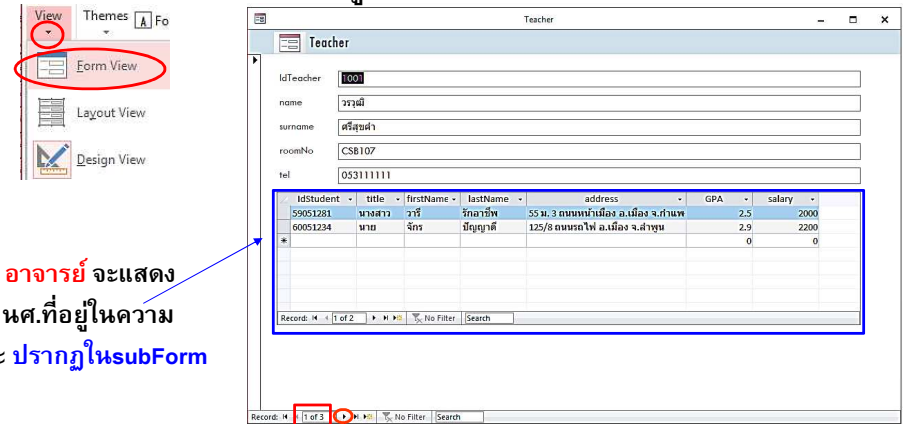 View
Themes
A Fo
Form View
Layout View
Design View
Teacher
Teacher
IdTeacher 1001
name วรวุฒิ
surname ศรีสุขคำ
roomNo CSB107
tel 053111111
IdStudent title firstName lastName address GPA salary
59051281 นางสาว วารี รักอาชีพ 55 ม. 3 ถนนหน้าเมือง อ.เมือง จ.กำแพ 2.5 2000
60051234 นาย จักร ปัญญาดี 125/8 ถนนรถไฟ อ.เมือง จ.ลำพูน 2.9 2200
* 0 0
Record: 1 of 2 No Filter Search
อาจารย์ จะแสดง
นศ.ที่อยู่ในความ
ปรากฏในsubForm
Record: 1 of 3 No Filter Search